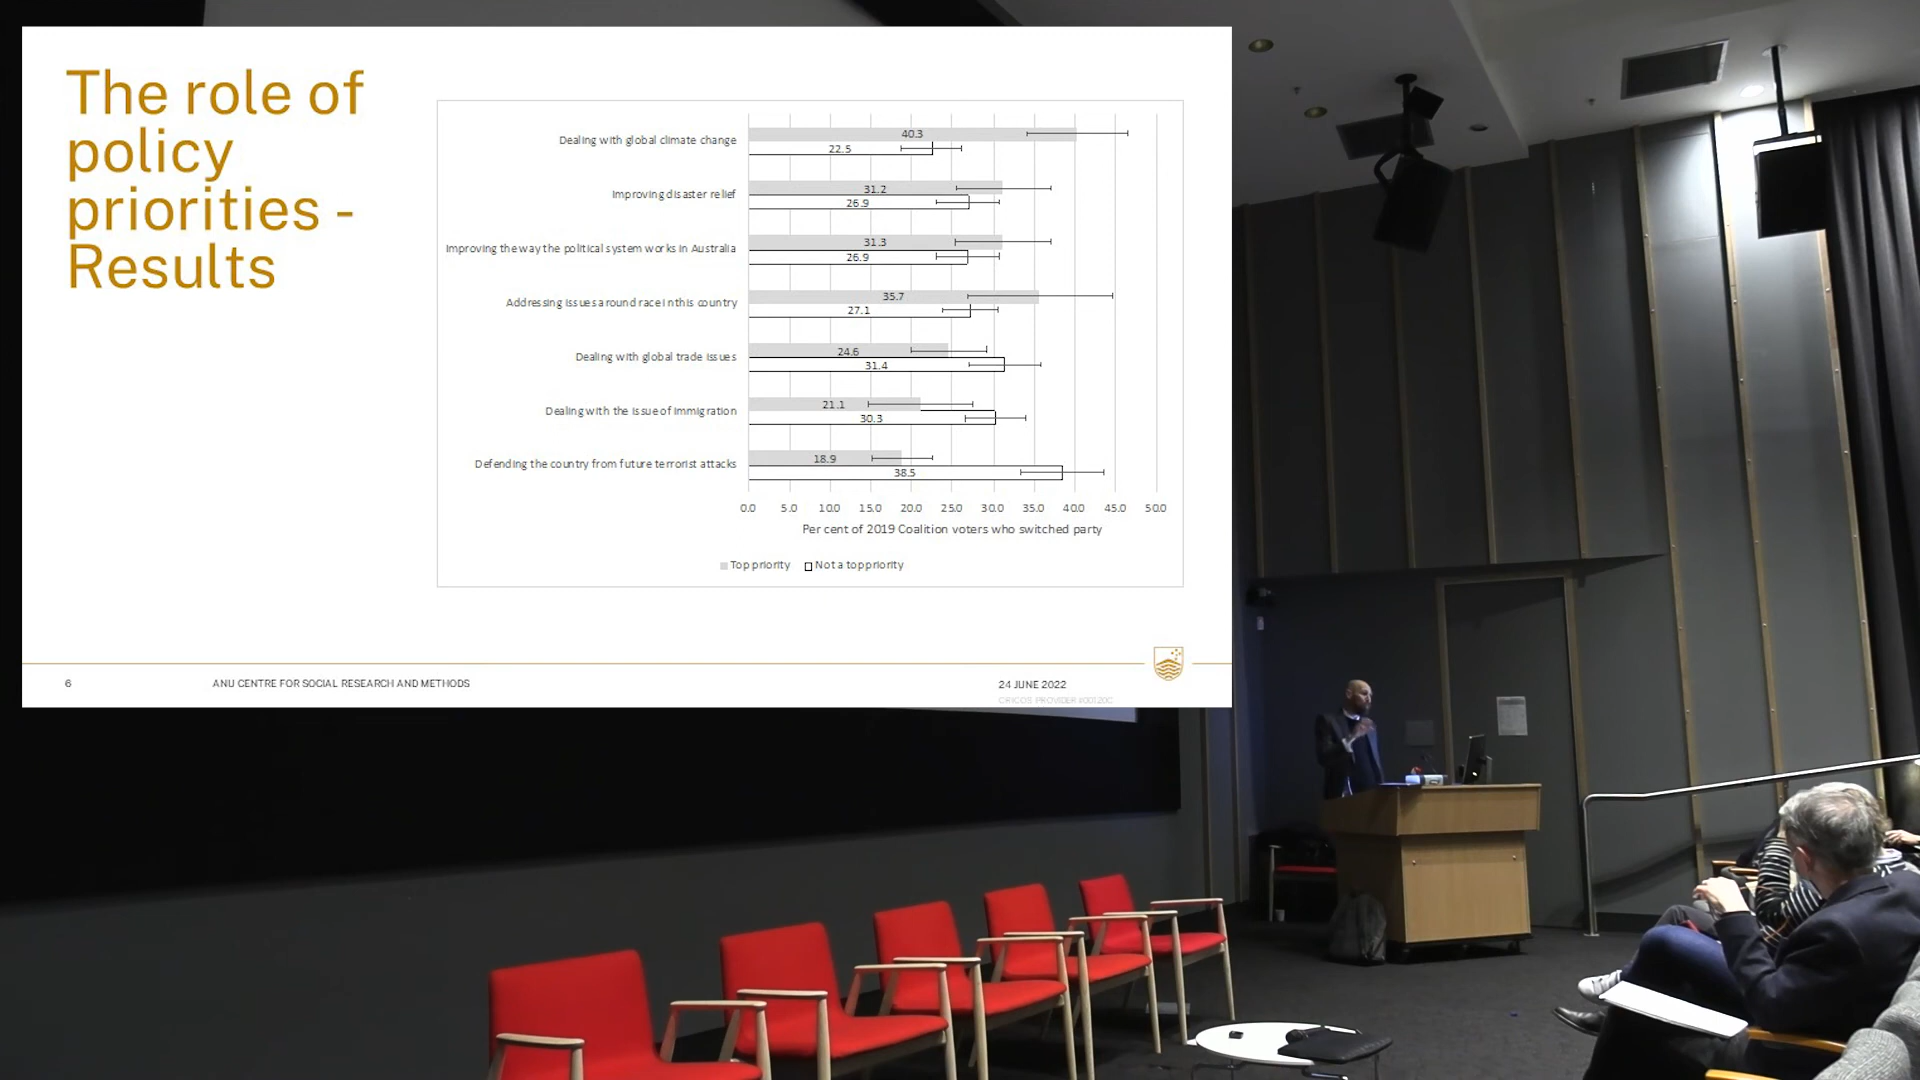 The role of
policy
priorities -
Results
Dealing with global climate change
40.3
22.5
Improving disaster relief
31.2
26.9
Improving the way the political system works in Australia
31.3
26.9
Addressing issues around race in this country
35.7
27.1
Dealing with global trade issues
24.6
31.4
Dealing with the issue of immigration
21.1
30.3
Defending the country from future terrorist attacks
18.9
38.5
0.0 5.0 10.0 15.0 20.0 25.0 30.0 35.0 40.0 45.0 50.0
Per cent of 2019 Coalition voters who switched party
Top priority Not a top priority
6 ANU CENTRE FOR SOCIAL RESEARCH AND METHODS 24 JUNE 2022
CRICOS PROVIDER #00120C